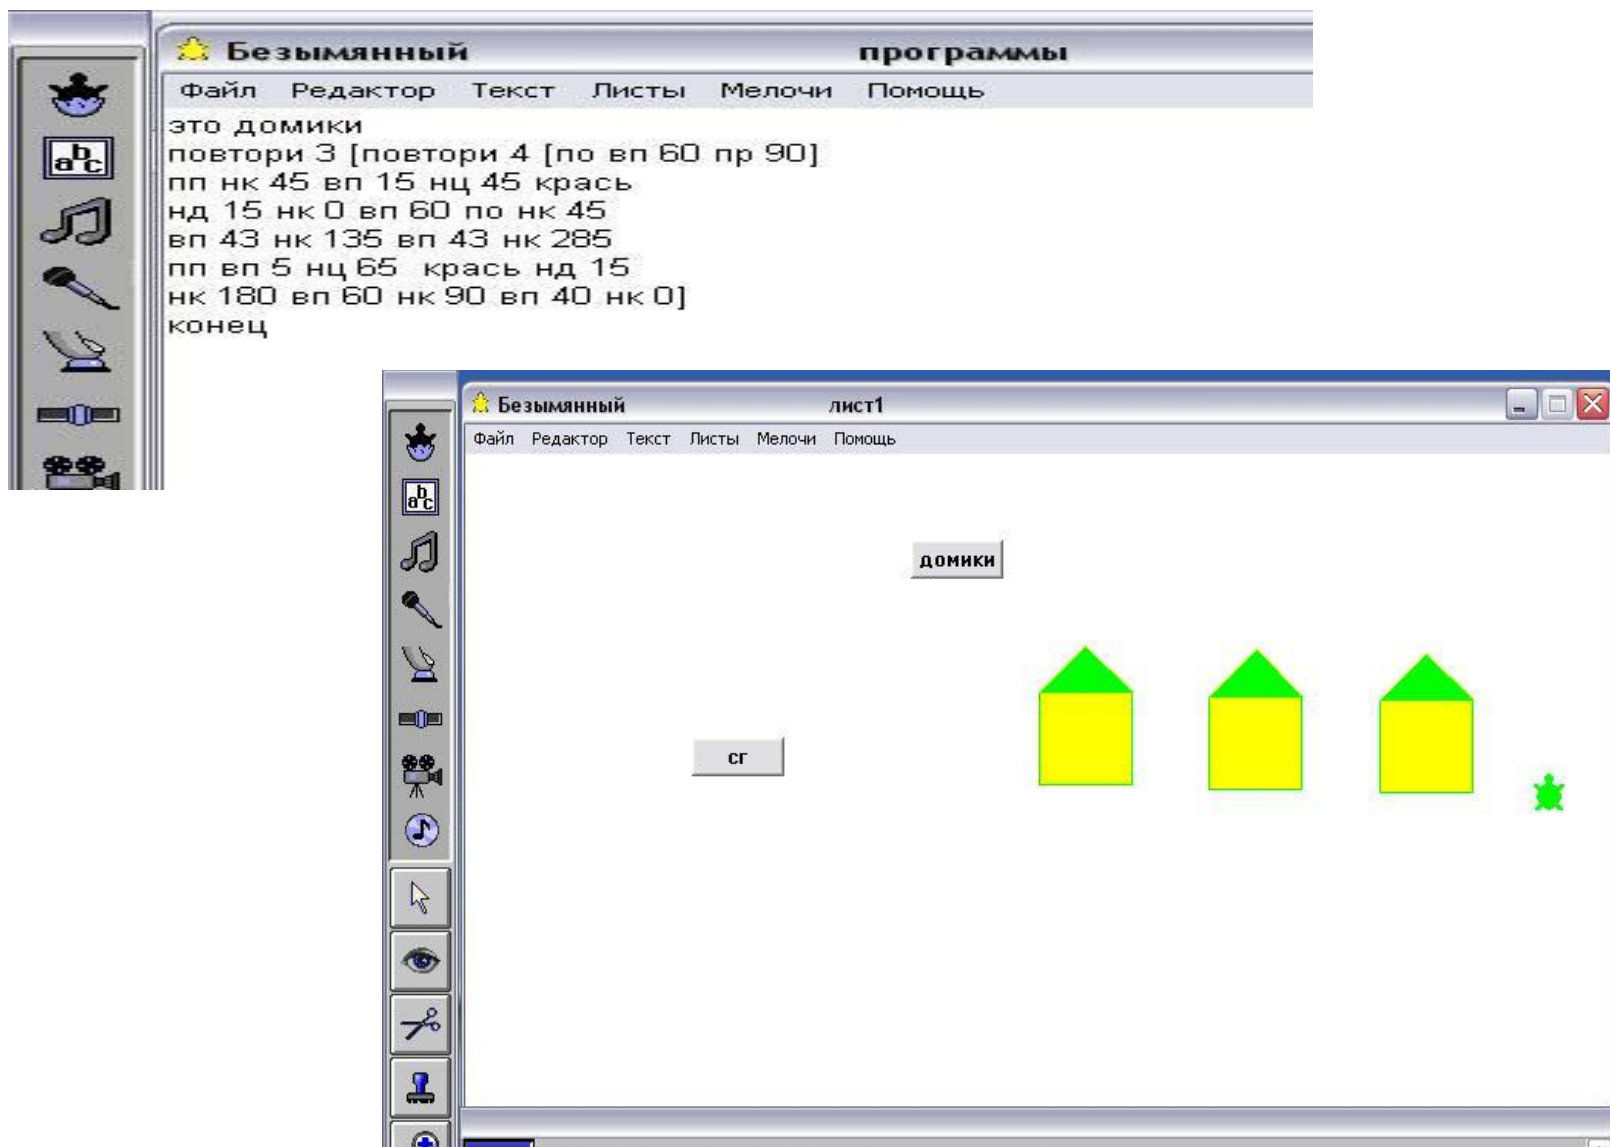 Безымянный программы
Файл Редактор Текст Листы Мелочи Помощь
abc
это домики
повтори 3 [повтори 4 [по вп 60 пр 90]
пп нк 45 вп 15 нц 45 крась
нд 15 нк 0 вп 60 по нк 45
вп 43 нк 135 вп 43 нк 285
пп вп 5 нц 65 крась нд 15
нк 180 вп 60 нк 90 вп 40 нк 0]
конец
Безымянный лист1
Файл Редактор Текст Листы Мелочи Помощь
abc
домики
сг